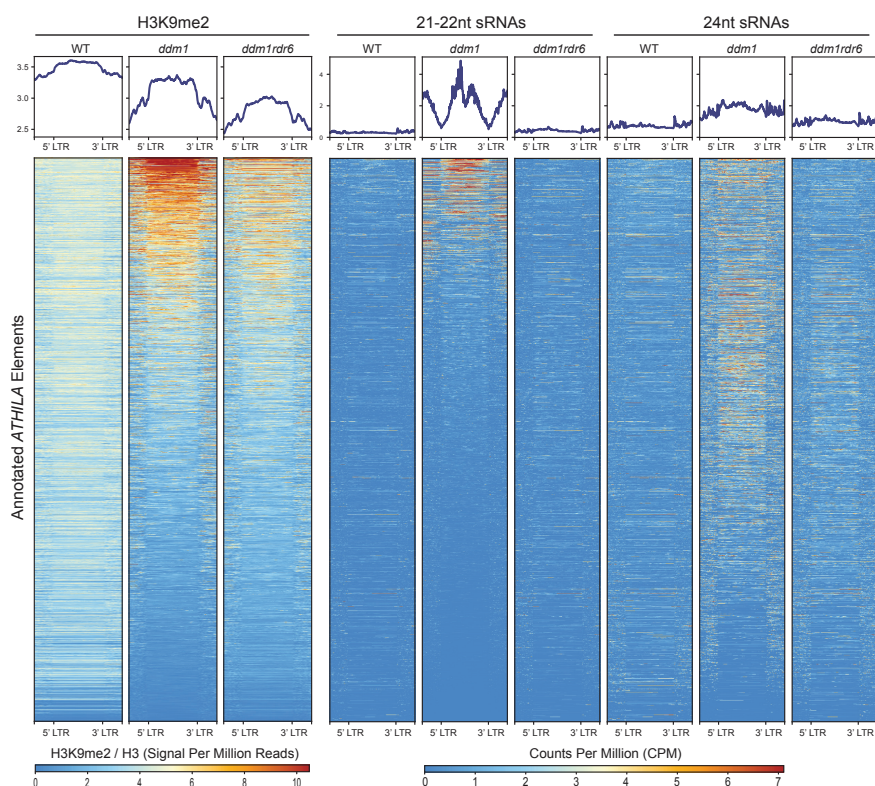 H3K9me2 21-22nt sRNAs 24nt sRNAs
WT ddm1 ddm1rdr6 WT ddm1 ddm1rdr6 WT ddm1 ddm1rdr6
3.5
3.0
2.5
4
2
0
5' LTR 3' LTR 5' LTR 3' LTR 5' LTR 3' LTR 5' LTR 3' LTR 5' LTR 3' LTR 5' LTR 3' LTR 5' LTR 3' LTR 5' LTR 3' LTR 5' LTR 3' LTR
Annotated ATHILA Elements
5' LTR 3' LTR 5' LTR 3' LTR 5' LTR 3' LTR 5' LTR 3' LTR 5' LTR 3' LTR 5' LTR 3' LTR 5' LTR 3' LTR 5' LTR 3' LTR 5' LTR 3' LTR
H3K9me2 / H3 (Signal Per Million Reads)
0 2 4 6 8 10
Counts Per Million (CPM)
0 1 2 3 4 5 6 7